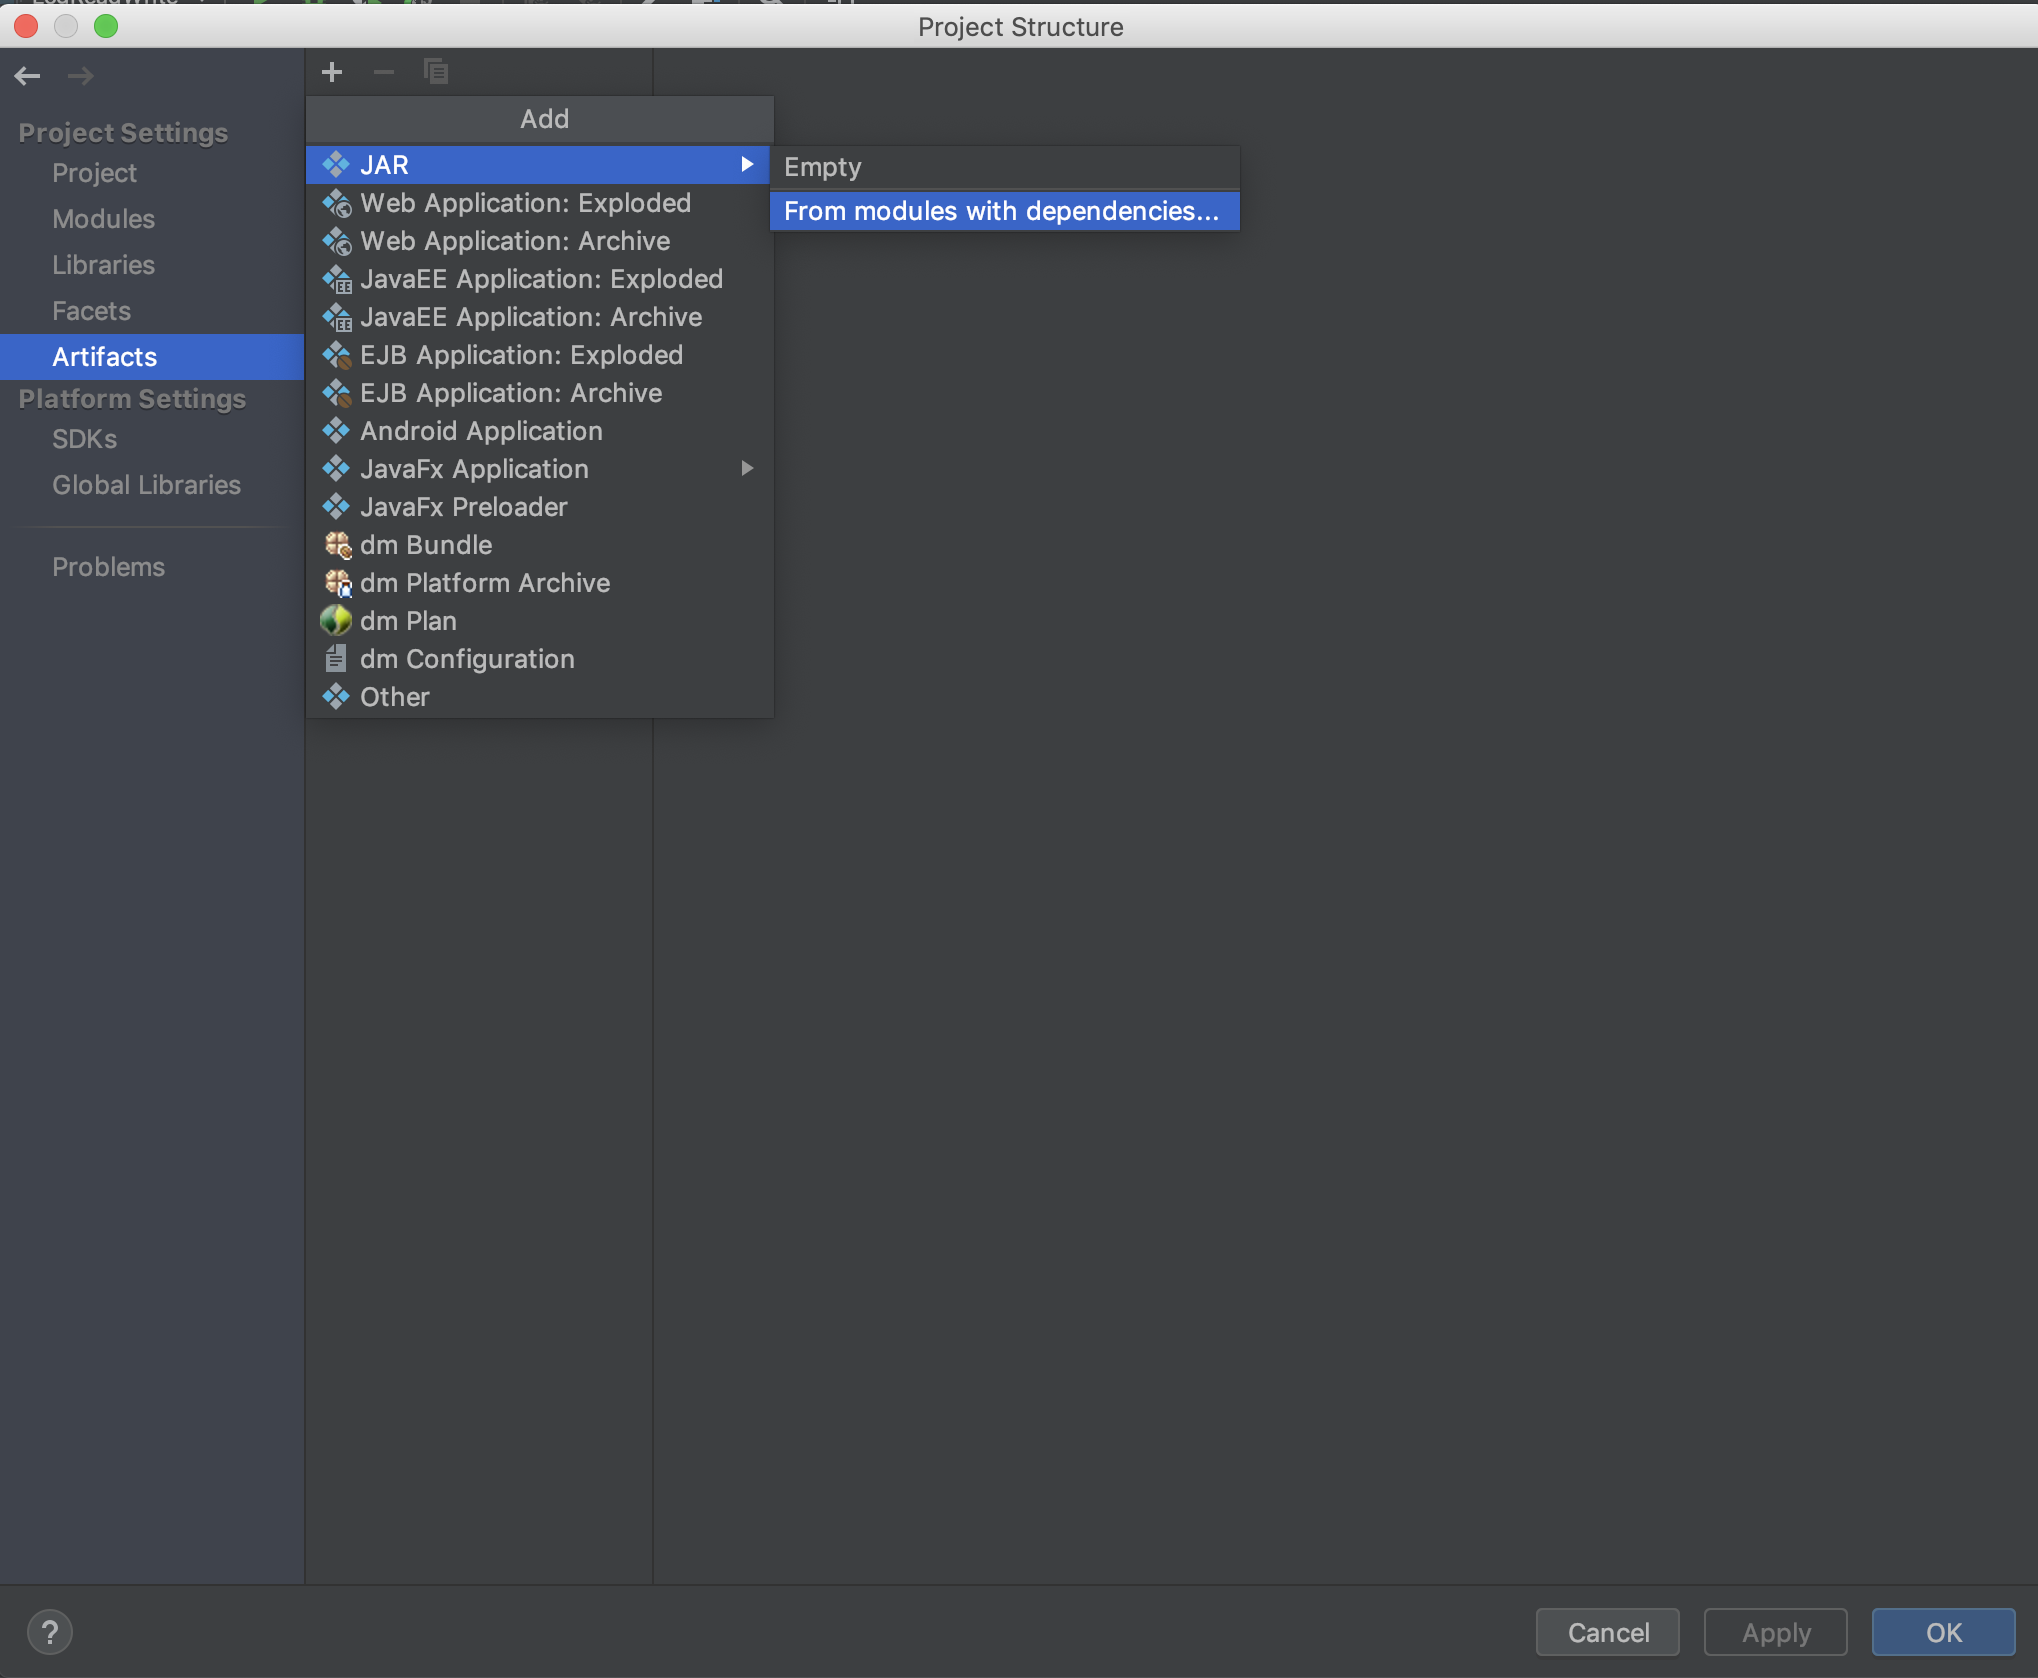 Project Structure
Project Settings
Project
Modules
Libraries
Facets
Artifacts
Platform Settings
SDKs
Global Libraries
Problems
Add
JAR
Web Application: Exploded
Web Application: Archive
JavaEE Application: Exploded
JavaEE Application: Archive
EJB Application: Exploded
EJB Application: Archive
Android Application
JavaFx Application
JavaFx Preloader
dm Bundle
dm Platform Archive
dm Plan
dm Configuration
Other
Empty
From modules with dependencies...
?
Cancel
Apply
OK